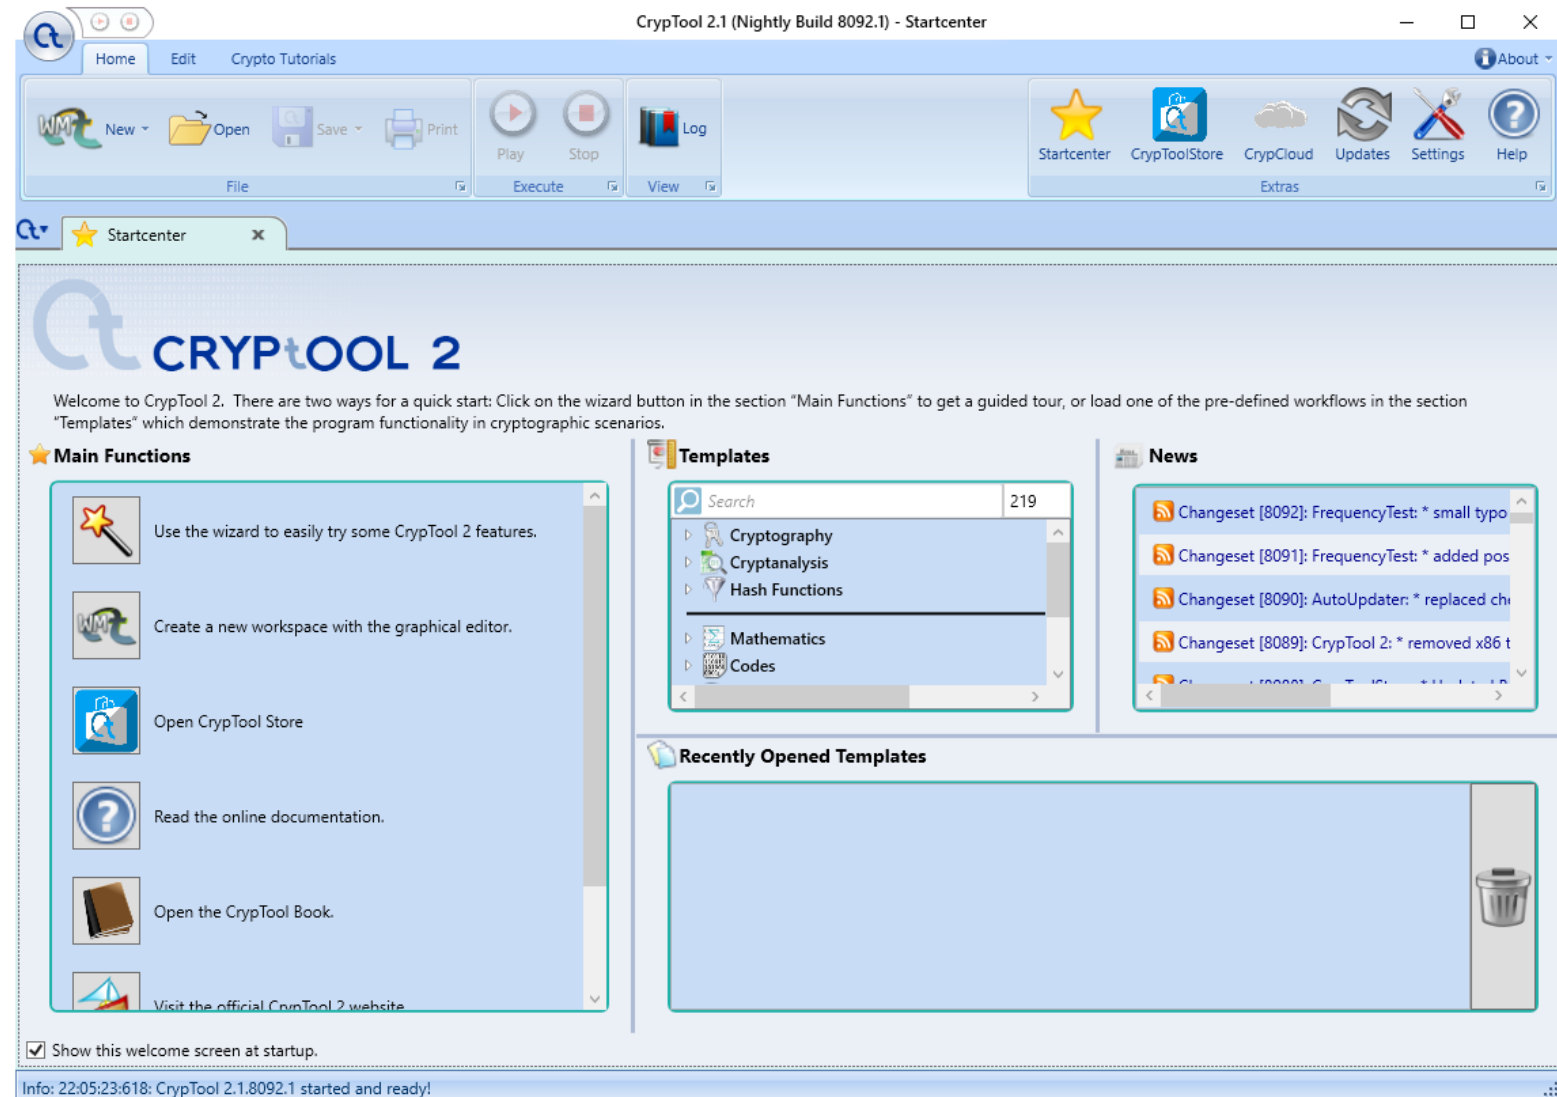 CrypTool 2.1 (Nightly Build 8092.1) - Startcenter
Home Edit Crypto Tutorials About
New Open Save Print Play Stop Log Startcenter CrypToolStore CrypCloud Updates Settings Help
File Execute View Extras
Startcenter
CRYPtOOL 2
Welcome to CrypTool 2. There are two ways for a quick start: Click on the wizard button in the section “Main Functions” to get a guided tour, or load one of the pre-defined workflows in the section
“Templates” which demonstrate the program functionality in cryptographic scenarios.
Main Functions
Use the wizard to easily try some CrypTool 2 features.
Create a new workspace with the graphical editor.
Open CrypTool Store
Read the online documentation.
Open the CrypTool Book.
Visit the official CrypTool 2 website
Templates
Search 219
Cryptography
Cryptanalysis
Hash Functions
Mathematics
Codes
News
Changeset [8092]: FrequencyTest: * small typo
Changeset [8091]: FrequencyTest: * added pos
Changeset [8090]: AutoUpdater: * replaced che
Changeset [8089]: CrypTool 2: * removed x86 t
Recently Opened Templates
Show this welcome screen at startup.
Info: 22:05:23:618: CrypTool 2.1.8092.1 started and ready!